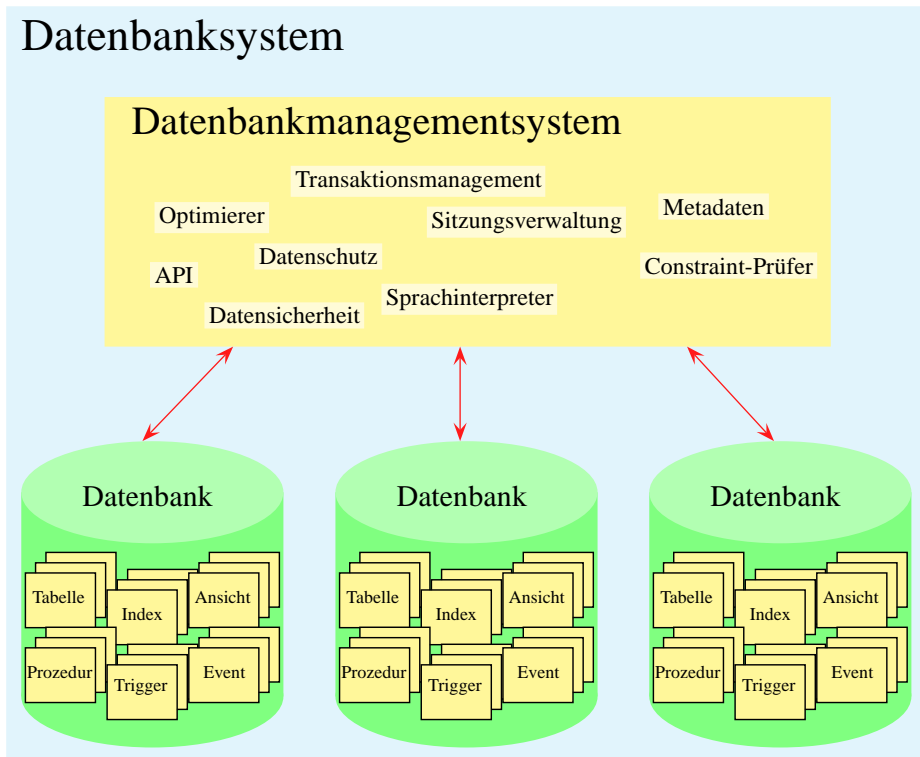 Datenbanksystem
Datenbankmanagementsystem
Transaktionsmanagement
Optimierer
Sitzungsverwaltung
Metadaten
Datenschutz
Constraint-Prüfer
API
Sprachinterpreter
Datensicherheit
Datenbank
Tabelle
Index
Ansicht
Prozedur
Trigger
Event
Datenbank
Tabelle
Index
Ansicht
Prozedur
Trigger
Event
Datenbank
Tabelle
Index
Ansicht
Prozedur
Trigger
Event